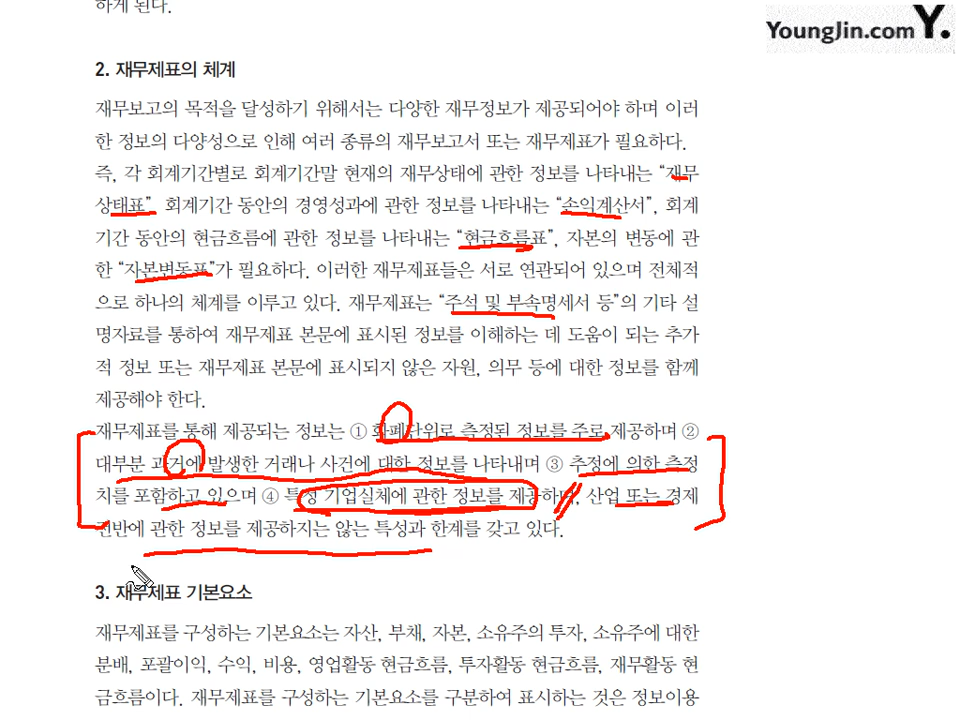 하게 된다.
YoungJin.com Y.
2. 재무제표의 체계
재무보고의 목적을 달성하기 위해서는 다양한 재무정보가 제공되어야 하며 이러
한 정보의 다양성으로 인해 여러 종류의 재무보고서 또는 재무제표가 필요하다.
즉, 각 회계기간별로 회계기간말 현재의 재무상태에 관한 정보를 나타내는 “재무
상태표”, 회계기간 동안의 경영성과에 관한 정보를 나타내는 “손익계산서”, 회계
기간 동안의 현금흐름에 관한 정보를 나타내는 “현금흐름표”, 자본의 변동에 관
한 “자본변동표”가 필요하다. 이러한 재무제표들은 서로 연관되어 있으며 전체적
으로 하나의 체계를 이루고 있다. 재무제표는 “주석 및 부속명세서 등”의 기타 설
명자료를 통하여 재무제표 본문에 표시된 정보를 이해하는 데 도움이 되는 추가
적 정보 또는 재무제표 본문에 표시되지 않은 자원, 의무 등에 대한 정보를 함께
제공해야 한다.
재무제표를 통해 제공되는 정보는 ① 화폐단위로 측정된 정보를 주로 제공하며 ②
대부분 과거에 발생한 거래나 사건에 대한 정보를 나타내며 ③ 추정에 의한 측정
치를 포함하고 있으며 ④ 특정 기업실체에 관한 정보를 제공하며, 산업 또는 경제
전반에 관한 정보를 제공하지는 않는 특성과 한계를 갖고 있다.
3. 재무제표 기본요소
재무제표를 구성하는 기본요소는 자산, 부채, 자본, 소유주의 투자, 소유주에 대한
분배, 포괄이익, 수익, 비용, 영업활동 현금흐름, 투자활동 현금흐름, 재무활동 현
금흐름이다. 재무제표를 구성하는 기본요소를 구분하여 표시하는 것은 정보이용